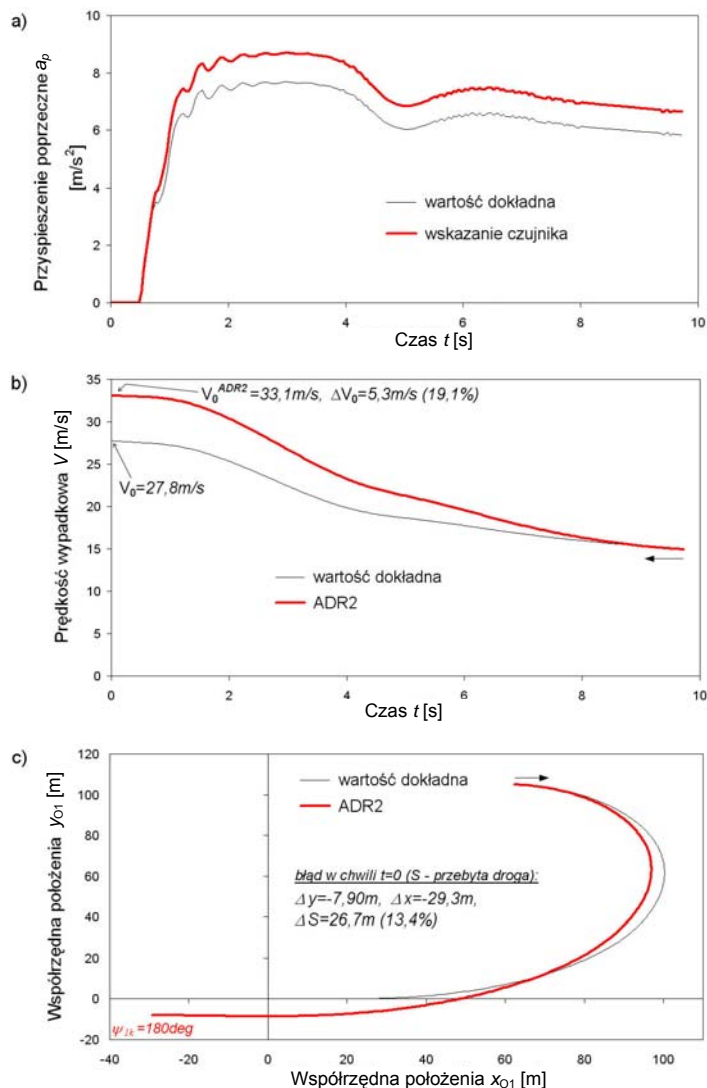 a)
Przyspieszenie poprzeczne a_p
[m/s²]
10
8
6
4
2
0
wartość dokładna
wskazanie czujnika
0 2 4 6 8 10
Czas t [s]
b)
Prędkość wypadkowa V [m/s]
35
30
25
20
15
10
5
0
V₀^ADR2 =33,1m/s, ΔV₀=5,3m/s (19,1%)
V₀=27,8m/s
wartość dokładna
ADR2
0 2 4 6 8 10
Czas t [s]
c)
Współrzędna położenia y_O1 [m]
120
100
80
60
40
20
0
-20
wartość dokładna
ADR2
błąd w chwili t=0 (S - przebyta droga):
Δy=-7,90m, Δx=-29,3m,
ΔS=26,7m (13,4%)
ψ_1k=180deg
-40 -20 0 20 40 60 80 100
Współrzędna położenia x_O1 [m]